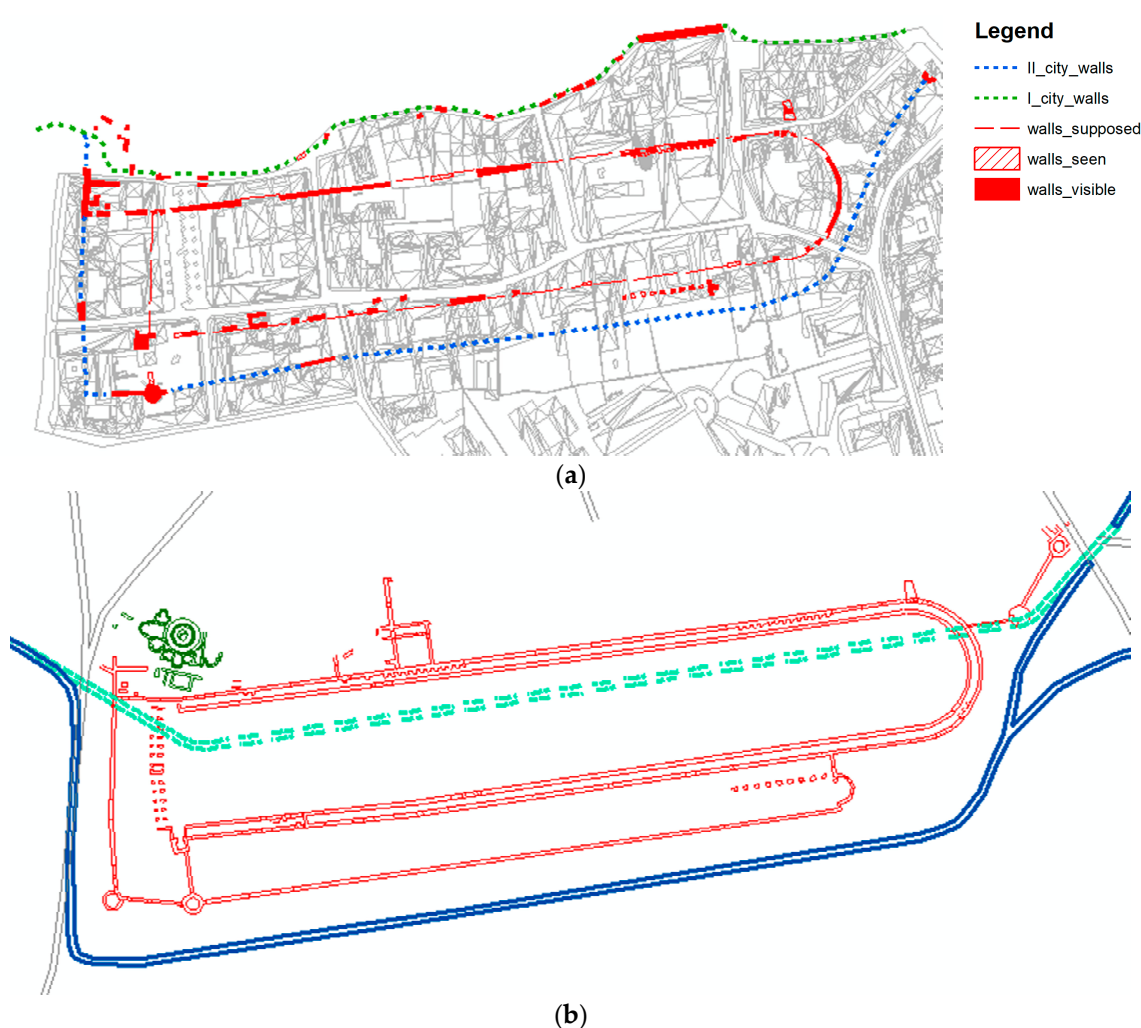 Legend
II_city_walls
I_city_walls
walls_supposed
walls_seen
walls_visible
(a)
(b)